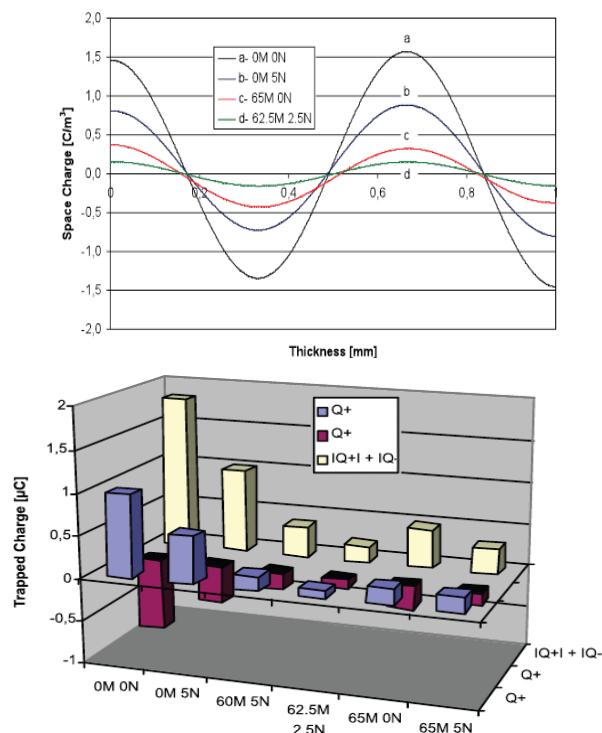 2,0
1,5
1,0
0,5
0,0
-0,5
-1,0
-1,5
-2,0
Space Charge [C/m³]
a- 0M 0N
b- 0M 5N
c- 65M 0N
d- 62.5M 2.5N
a
b
c
d
0 0,2 0,4 0,6 0,8 1
Thickness [mm]
2
1,5
1
0,5
0
-0,5
-1
Trapped Charge [µC]
Q+
Q+
IQ+I + IQ-
0M 0N
0M 5N
60M 5N
62.5M
2.5N
65M 0N
65M 5N
IQ+I + IQ-
Q+
Q+